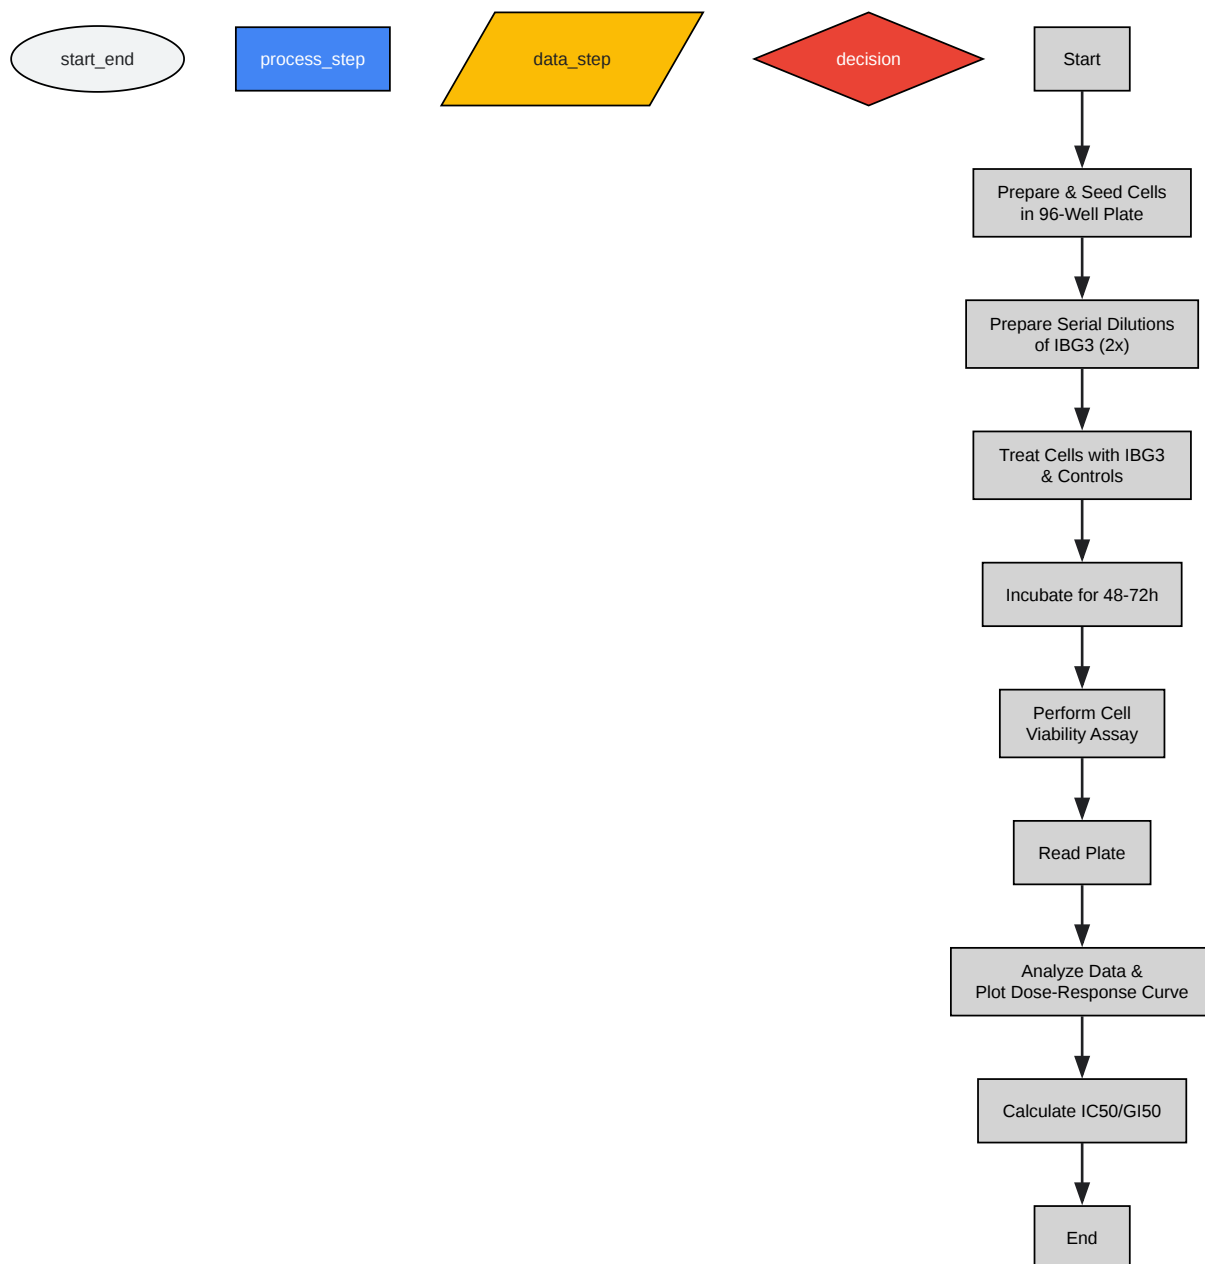 start_end
process_step
data_step
decision
Start
Prepare & Seed Cells
in 96-Well Plate
Prepare Serial Dilutions
of IBG3 (2x)
Treat Cells with IBG3
& Controls
Incubate for 48-72h
Perform Cell
Viability Assay
Read Plate
Analyze Data &
Plot Dose-Response Curve
Calculate IC50/GI50
End